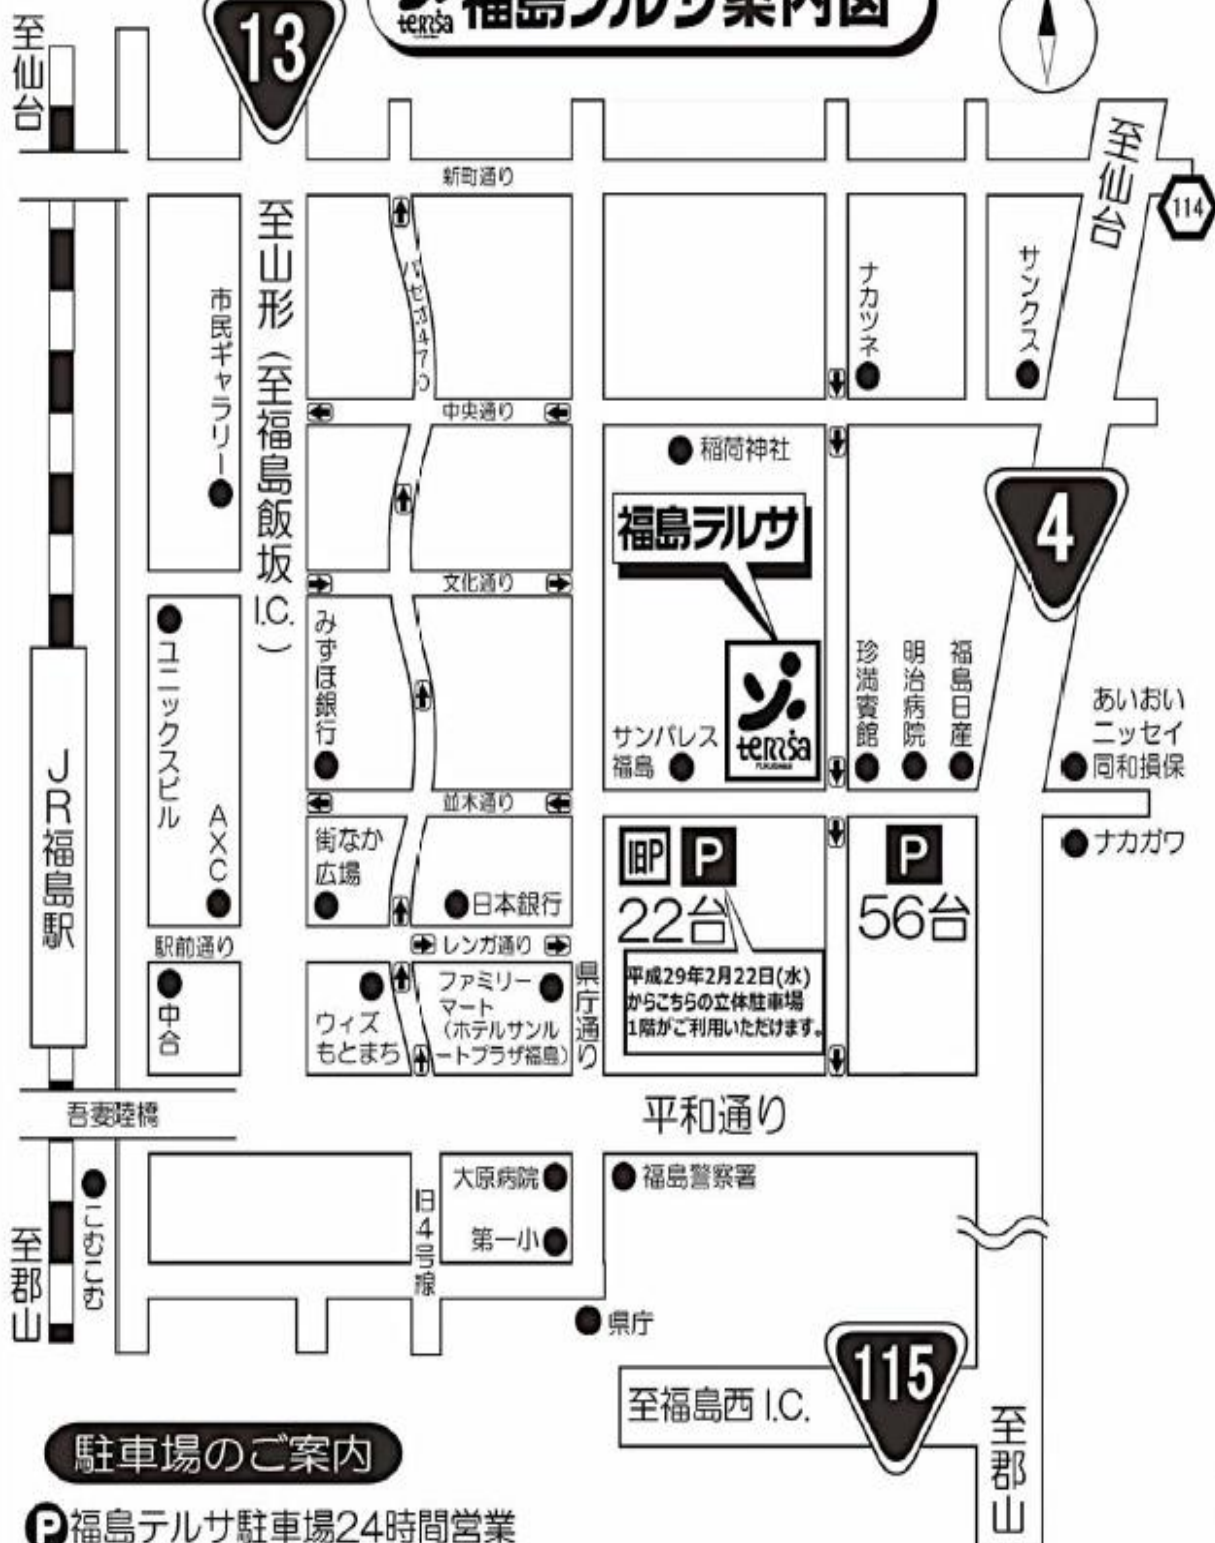 terrsa 福島テルサ案内図
至仙台
13
新町通り
至仙台
114
至山形(至福島飯坂I.C.)
市民ギャラリー
パセオ470
ナカツネ
サンクス
中央通り
稲荷神社
福島テルサ
4
文化通り
ユニックスビル
AXC
みずほ銀行
サンパレス
福島
terrsa
FUKUSHIMA
珍満賓館
明治病院
福島日産
あいおい
ニッセイ
同和損保
JR福島駅
並木通り
街なか
広場
日本銀行
旧P P
22台
P
56台
ナカガワ
駅前通り
レンガ通り
平成29年2月22日(水)
からこちらの立体駐車場
1階がご利用いただけます。
中合
ウィズ
もとまち
ファミリー
マート
(ホテルサンル
ートプラザ福島)
県庁通り
吾妻陸橋
平和通り
こむこむ
至郡山
旧4号線
大原病院
第一小
福島警察署
県庁
115
至福島西 I.C.
至郡山
駐車場のご案内
P福島テルサ駐車場24時間営業